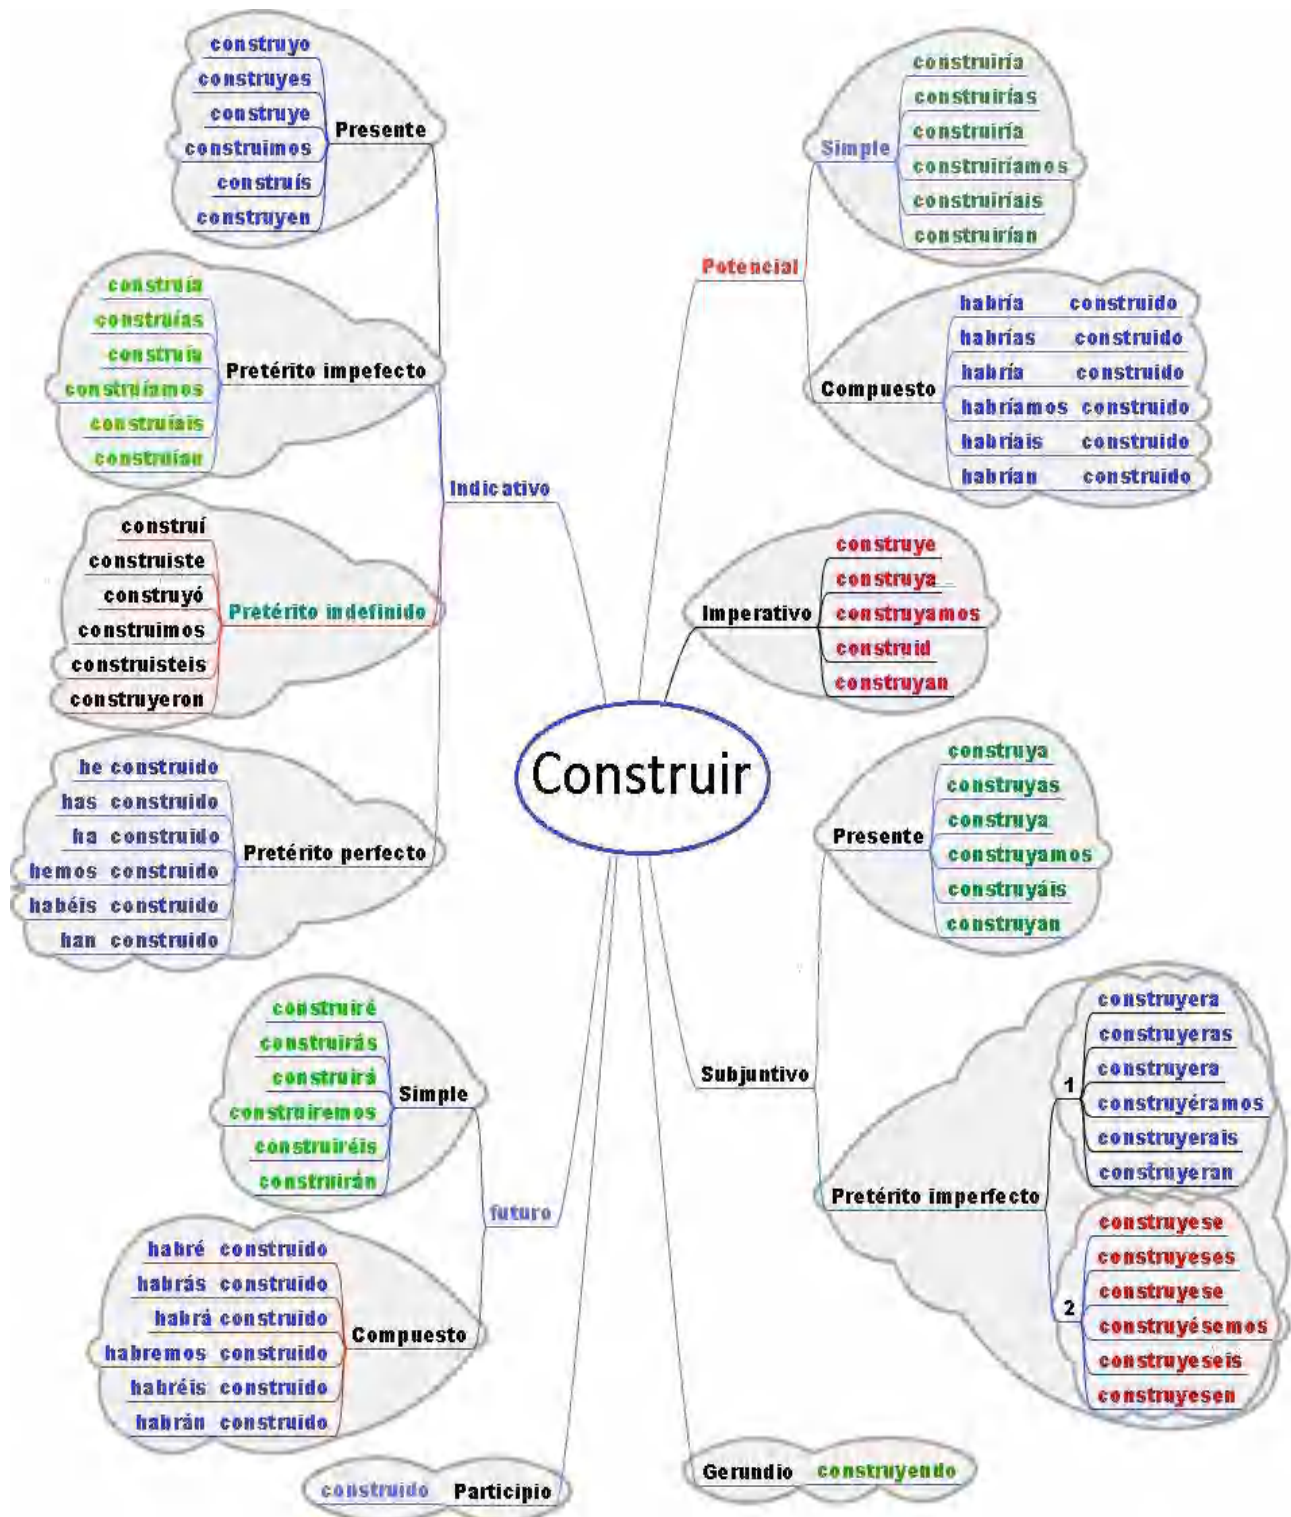 Construir
Indicativo
Presente
construyo
construyes
construye
construimos
construís
construyen
Pretérito impefecto
construía
construías
construía
construíamos
construíais
construían
Pretérito indefinido
construí
construiste
construyó
construimos
construisteis
construyeron
Pretérito perfecto
he construido
has construido
ha construido
hemos construido
habéis construido
han construido
futuro
Simple
construiré
construirás
construirá
construiremos
construiréis
construirán
Compuesto
habré construido
habrás construido
habrá construido
habremos construido
habréis construido
habrán construido
Participio
construido
Potencial
Simple
construiría
construirías
construiría
construiríamos
construiríais
construirían
Compuesto
habría construido
habrías construido
habría construido
habríamos construido
habríais construido
habrían construido
Imperativo
construye
construya
construyamos
construid
construyan
Subjuntivo
Presente
construya
construyas
construya
construyamos
construyáis
construyan
Pretérito imperfecto
1
construyera
construyeras
construyera
construyéramos
construyerais
construyeran
2
construyese
construyeses
construyese
construyésemos
construyeseis
construyesen
Gerundio
construyendo